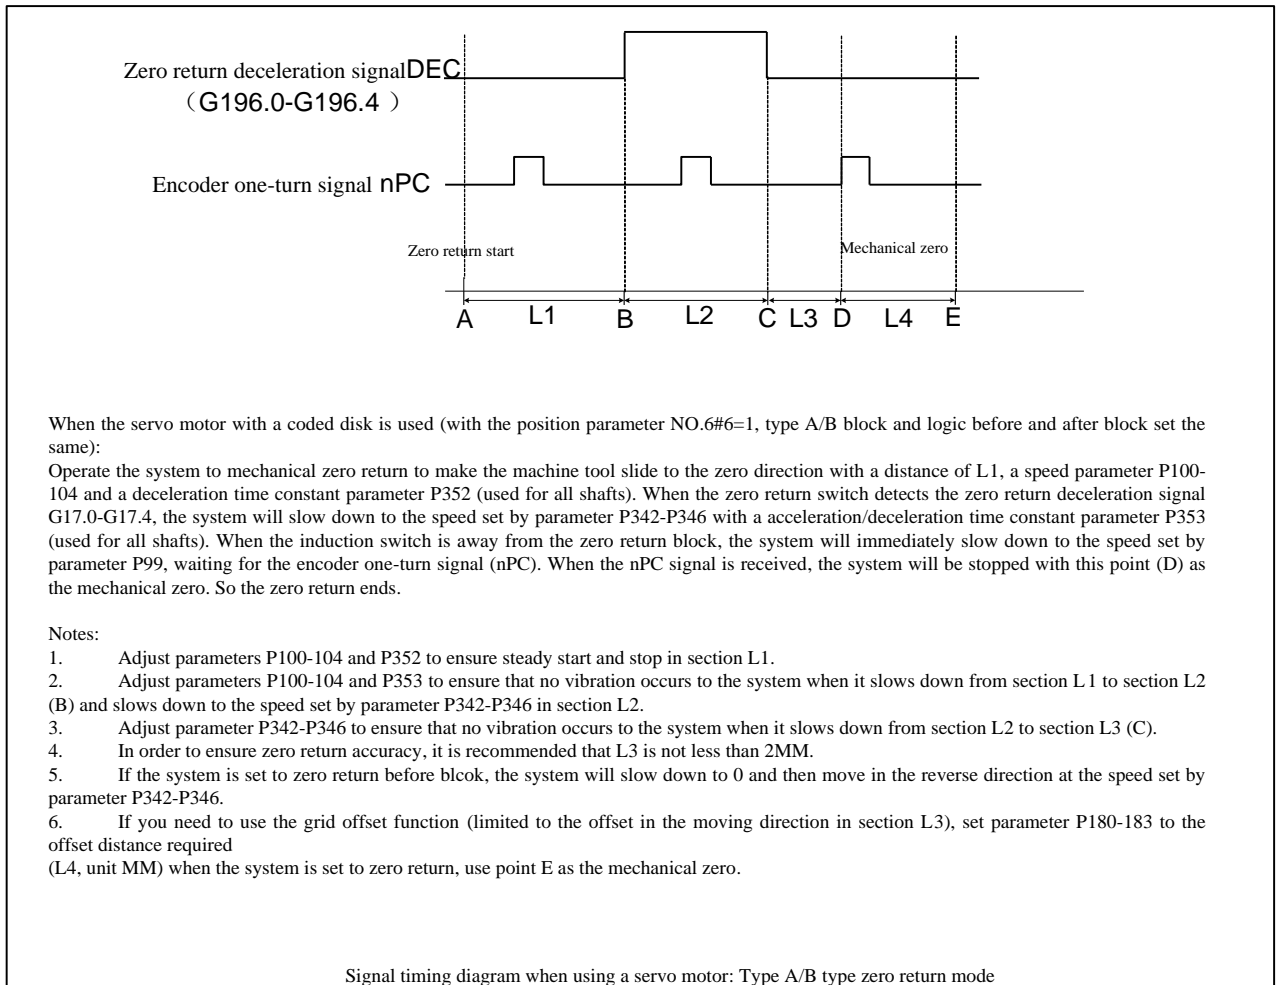 Zero return deceleration signalDEC
（G196.0-G196.4 ）
Encoder one-turn signal nPC
Zero return start
Mechanical zero
A L1 B L2 C L3 D L4 E
When the servo motor with a coded disk is used (with the position parameter NO.6#6=1, type A/B block and logic before and after block set the
same):
Operate the system to mechanical zero return to make the machine tool slide to the zero direction with a distance of L1, a speed parameter P100-
104 and a deceleration time constant parameter P352 (used for all shafts). When the zero return switch detects the zero return deceleration signal
G17.0-G17.4, the system will slow down to the speed set by parameter P342-P346 with a acceleration/deceleration time constant parameter P353
(used for all shafts). When the induction switch is away from the zero return block, the system will immediately slow down to the speed set by
parameter P99, waiting for the encoder one-turn signal (nPC). When the nPC signal is received, the system will be stopped with this point (D) as
the mechanical zero. So the zero return ends.
Notes:
1. Adjust parameters P100-104 and P352 to ensure steady start and stop in section L1.
2. Adjust parameters P100-104 and P353 to ensure that no vibration occurs to the system when it slows down from section L1 to section L2
(B) and slows down to the speed set by parameter P342-P346 in section L2.
3. Adjust parameter P342-P346 to ensure that no vibration occurs to the system when it slows down from section L2 to section L3 (C).
4. In order to ensure zero return accuracy, it is recommended that L3 is not less than 2MM.
5. If the system is set to zero return before blcok, the system will slow down to 0 and then move in the reverse direction at the speed set by
parameter P342-P346.
6. If you need to use the grid offset function (limited to the offset in the moving direction in section L3), set parameter P180-183 to the
offset distance required
(L4, unit MM) when the system is set to zero return, use point E as the mechanical zero.
Signal timing diagram when using a servo motor: Type A/B type zero return mode